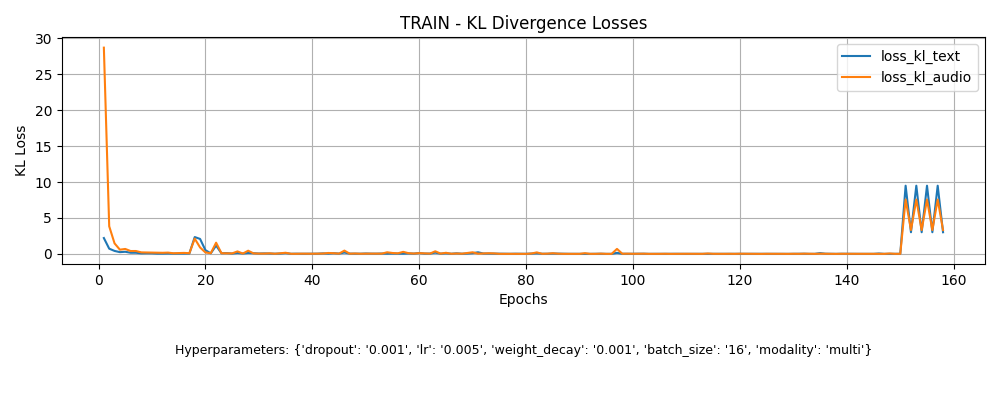 TRAIN - KL Divergence Losses
30
25
20
15
10
5
0
KL Loss
loss_kl_text
loss_kl_audio
0 20 40 60 80 100 120 140 160
Epochs
Hyperparameters: {'dropout': '0.001', 'lr': '0.005', 'weight_decay': '0.001', 'batch_size': '16', 'modality': 'multi'}